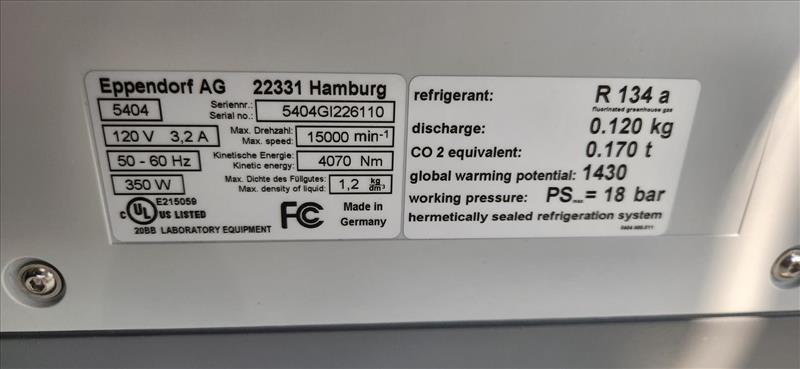 Eppendorf AG 22331 Hamburg
5404 Seriennr.: Serial no.: 5404GI226110
120 V 3,2 A Max. Drehzahl: Max. speed: 15000 min-1
50 - 60 Hz Kinetische Energie: Kinetic energy: 4070 Nm
350 W Max. Dichte des Füllgutes: Max. density of liquid: 1,2 kg/dm³
E215059
c UL US LISTED
20BB LABORATORY EQUIPMENT
FC
Made in
Germany
refrigerant: R 134 a
fluorinated greenhouse gas
discharge: 0.120 kg
CO 2 equivalent: 0.170 t
global warming potential: 1430
working pressure: PSmax = 18 bar
hermetically sealed refrigeration system